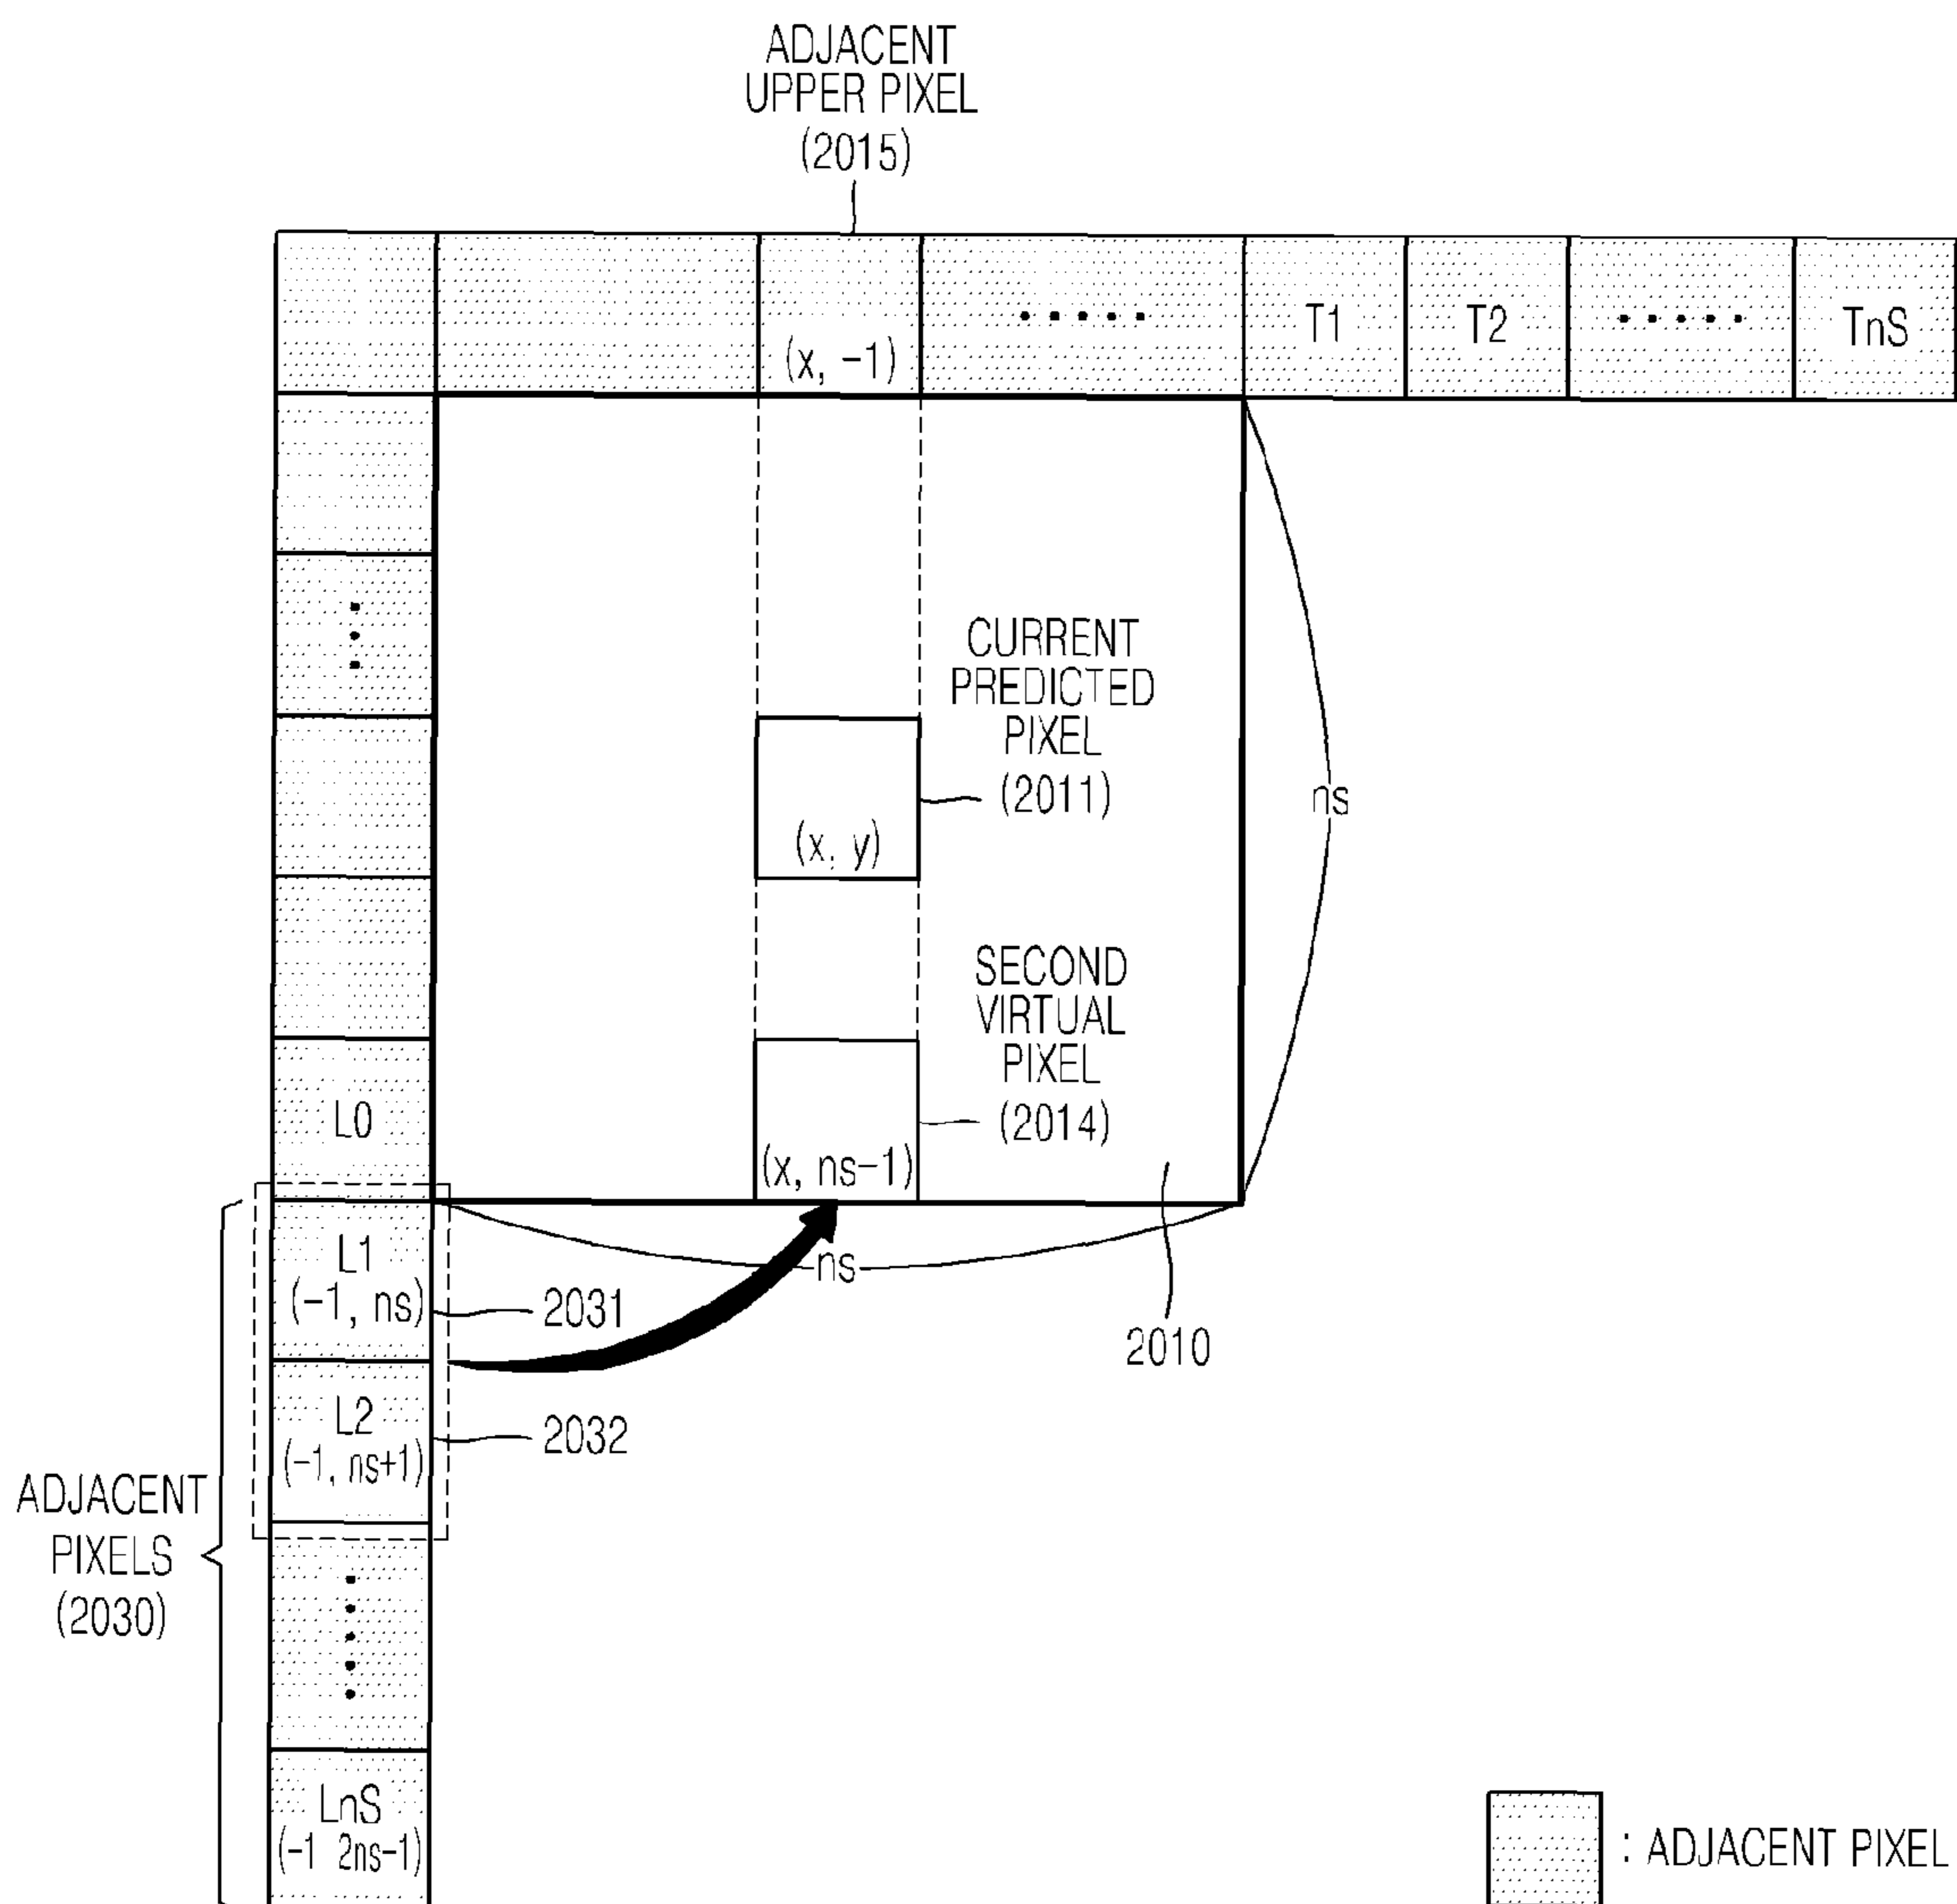 ADJACENT
UPPER PIXEL
(2015)
(x, -1)
T1
T2
TnS
CURRENT
PREDICTED
PIXEL
(2011)
(x, y)
ns
SECOND
VIRTUAL
PIXEL
(2014)
(x, ns-1)
L0
L1
(-1, ns)
2031
ns
2010
L2
(-1, ns+1)
2032
ADJACENT
PIXELS
(2030)
LnS
(-1 2ns-1)
: ADJACENT PIXEL